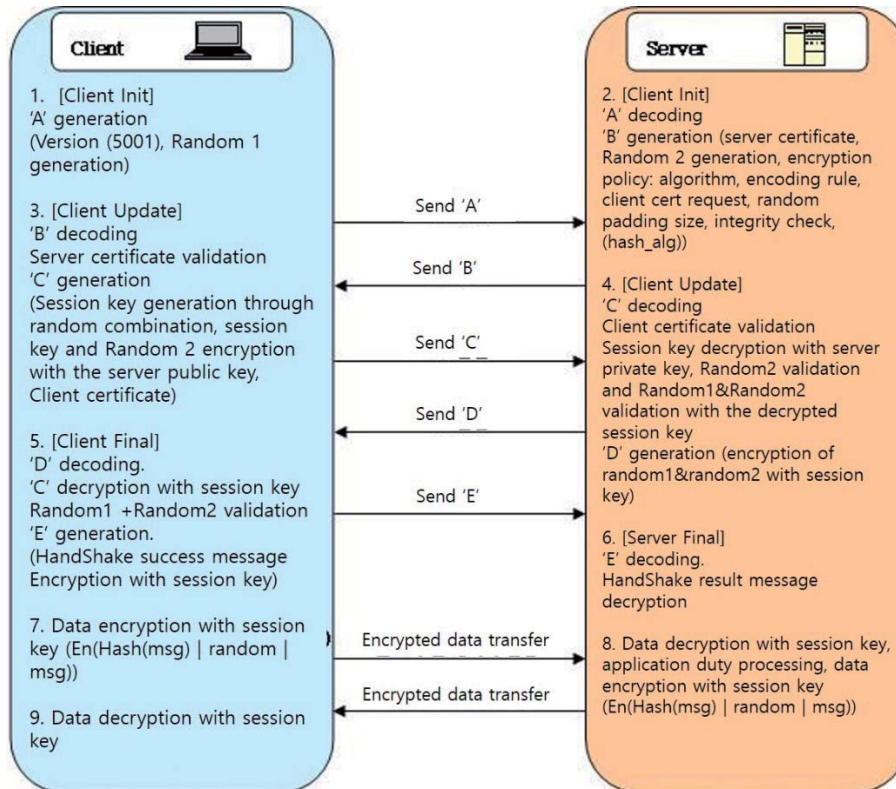 Client
1. [Client Init]
'A' generation
(Version (5001), Random 1
generation)
3. [Client Update]
'B' decoding
Server certificate validation
'C' generation
(Session key generation through
random combination, session
key and Random 2 encryption
with the server public key,
Client certificate)
5. [Client Final]
'D' decoding.
'C' decryption with session key
Random1 +Random2 validation
'E' generation.
(HandShake success message
Encryption with session key)
7. Data encryption with session
key (En(Hash(msg) | random |
msg))
9. Data decryption with session
key
Send 'A'
Send 'B'
Send 'C'
Send 'D'
Send 'E'
Encrypted data transfer
Encrypted data transfer
Server
2. [Client Init]
'A' decoding
'B' generation (server certificate,
Random 2 generation, encryption
policy: algorithm, encoding rule,
client cert request, random
padding size, integrity check,
(hash_alg))
4. [Client Update]
'C' decoding
Client certificate validation
Session key decryption with server
private key, Random2 validation
and Random1&Random2
validation with the decrypted
session key
'D' generation (encryption of
random1&random2 with session
key)
6. [Server Final]
'E' decoding.
HandShake result message
decryption
8. Data decryption with session key,
application duty processing, data
encryption with session key
(En(Hash(msg) | random | msg))